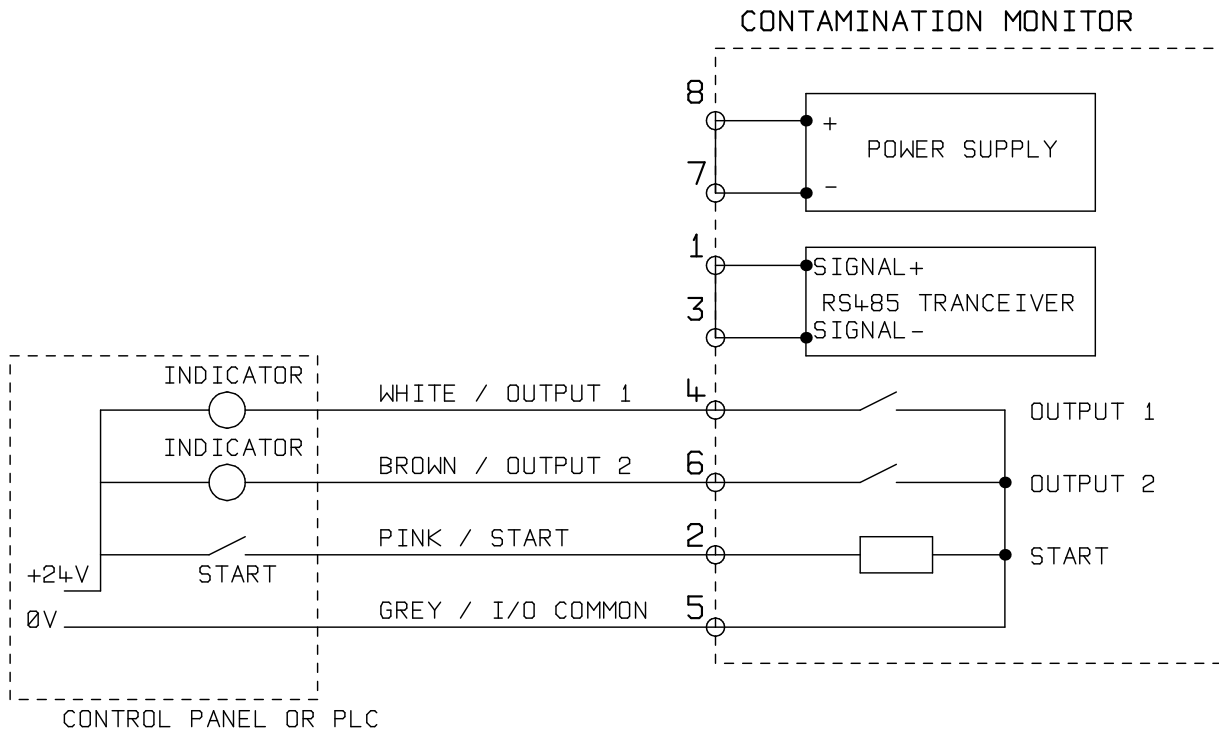 CONTAMINATION MONITOR
8
+
POWER SUPPLY
7
-
1
SIGNAL+
RS485 TRANCEIVER
3
SIGNAL-
INDICATOR
WHITE / OUTPUT 1
4
OUTPUT 1
INDICATOR
BROWN / OUTPUT 2
6
OUTPUT 2
PINK / START
2
START
+24V
START
0V
GREY / I/O COMMON
5
CONTROL PANEL OR PLC